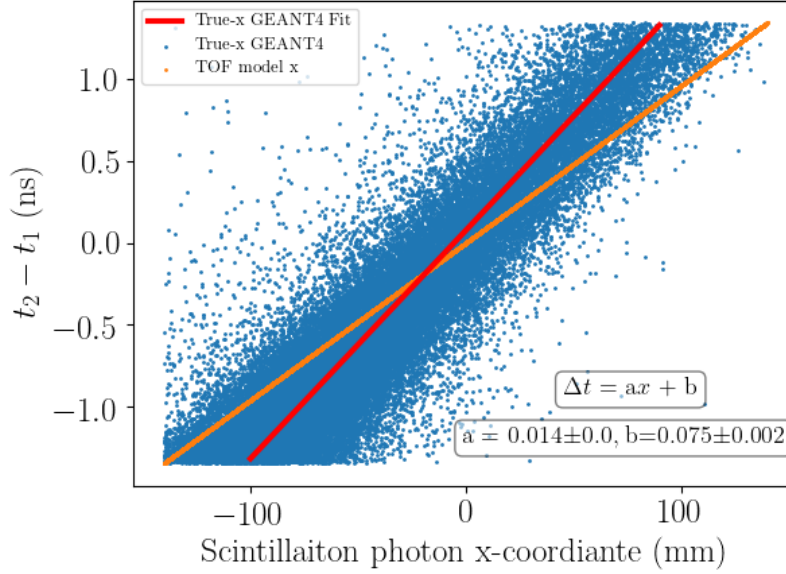 True-x GEANT4 Fit
True-x GEANT4
TOF model x
1.0
0.5
0.0
−0.5
−1.0
t₂ − t₁ (ns)
Δt = ax + b
a = 0.014±0.0, b=0.075±0.002
−100
0
100
Scintillaiton photon x-coordiante (mm)